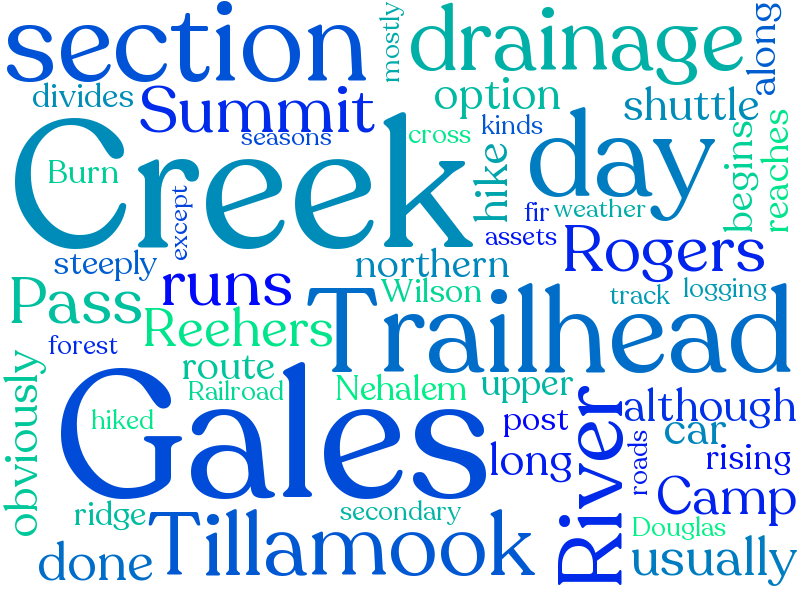 section
mostly
drainage
along
divides
Summit
option
shuttle
seasons
cross
kinds
Creek
day
begins
reaches
Burn
hike
except
fir
weather
assets
Rogers
steeply
runs
northern
Pass
Wilson
Trailhead
track
logging
Reehers
forest
route
Railroad
Nehalem
upper
obviously
Gales
hiked
post
River
although
car
long
roads
rising
Camp
ridge
Tillamook
secondary
Douglas
done
usually